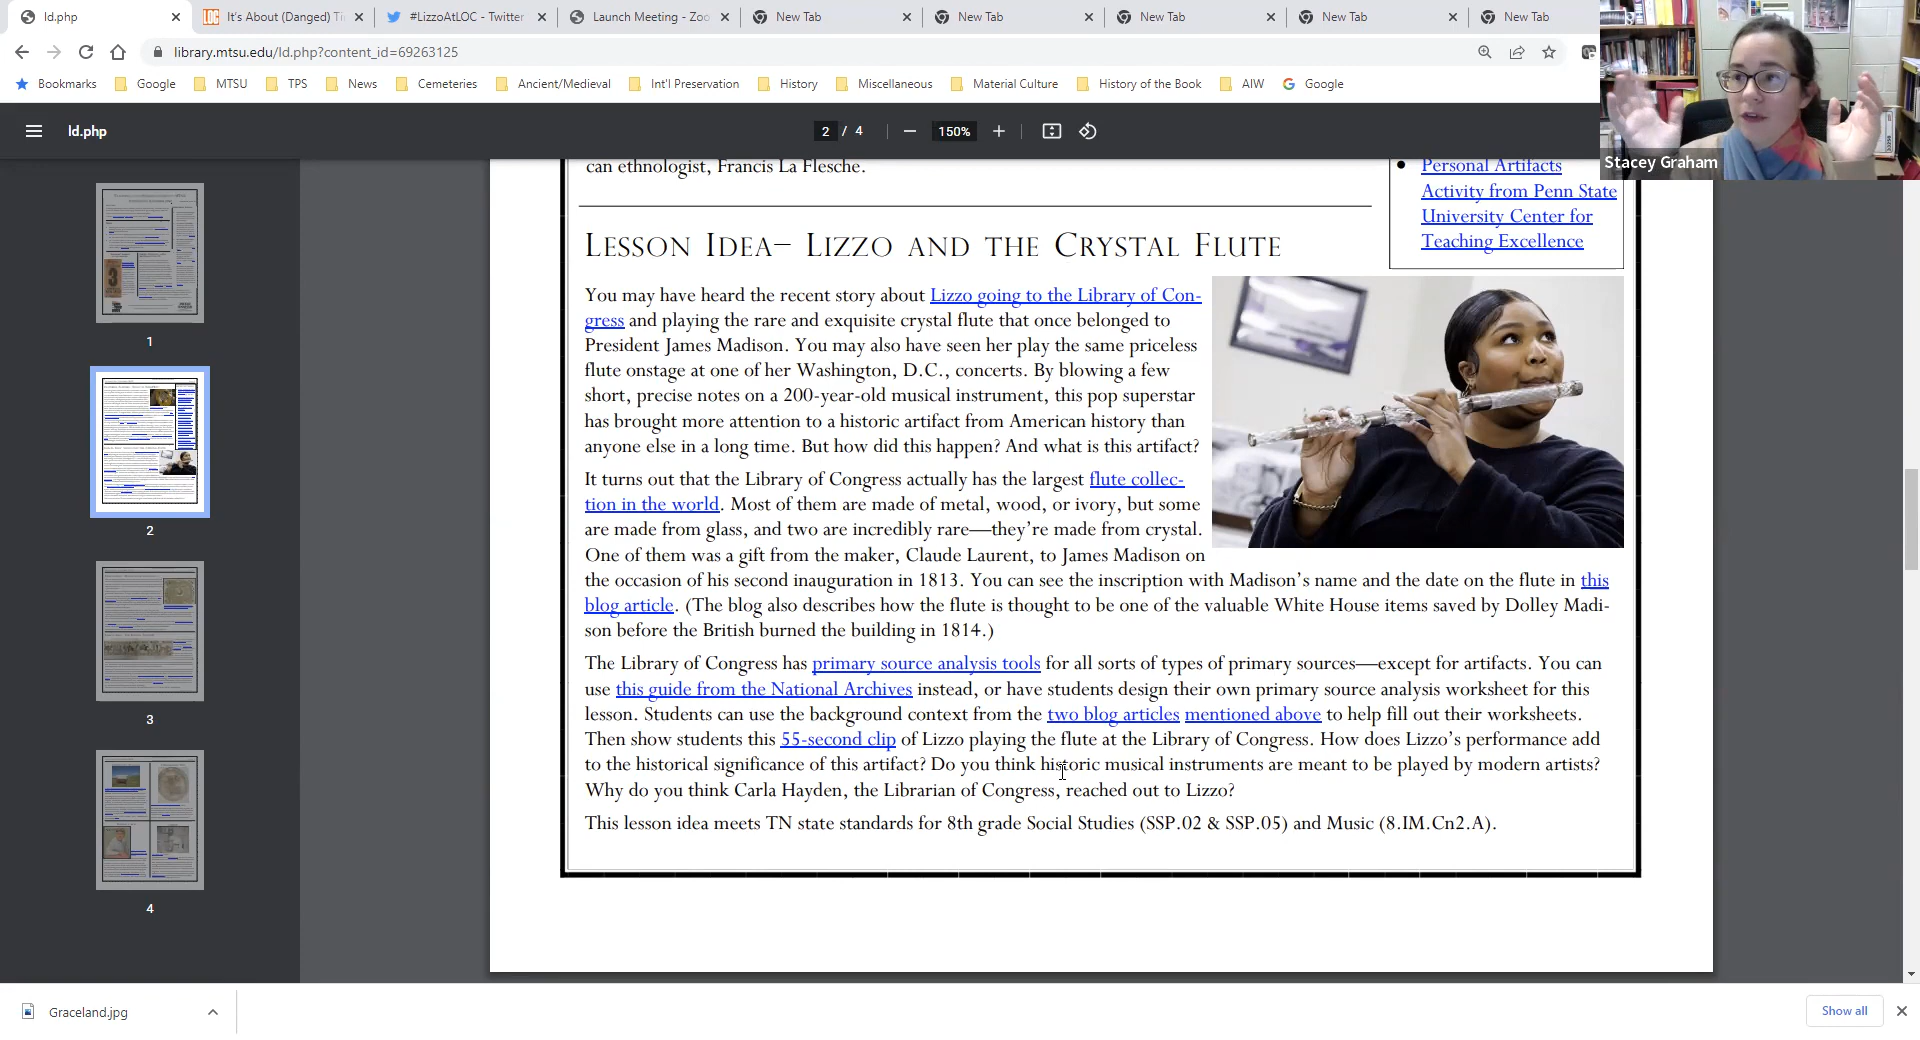 ld.php
It's About (Danged) Ti
#LizzoAtLOC - Twitter
Launch Meeting - Zoo
New Tab
New Tab
New Tab
New Tab
New Tab
library.mtsu.edu/ld.php?content_id=69263125
Bookmarks
Google
MTSU
TPS
News
Cemeteries
Ancient/Medieval
Int'l Preservation
History
Miscellaneous
Material Culture
History of the Book
AIW
Google
ld.php
2 / 4
150%
Stacey Graham
1
2
3
4
can ethnologist, Francis La Flesche.
Personal Artifacts
Activity from Penn State
University Center for
Teaching Excellence
LESSON IDEA— LIZZO AND THE CRYSTAL FLUTE
You may have heard the recent story about Lizzo going to the Library of Con-
gress and playing the rare and exquisite crystal flute that once belonged to
President James Madison. You may also have seen her play the same priceless
flute onstage at one of her Washington, D.C., concerts. By blowing a few
short, precise notes on a 200-year-old musical instrument, this pop superstar
has brought more attention to a historic artifact from American history than
anyone else in a long time. But how did this happen? And what is this artifact?
It turns out that the Library of Congress actually has the largest flute collec-
tion in the world. Most of them are made of metal, wood, or ivory, but some
are made from glass, and two are incredibly rare—they're made from crystal.
One of them was a gift from the maker, Claude Laurent, to James Madison on
the occasion of his second inauguration in 1813. You can see the inscription with Madison's name and the date on the flute in this
blog article. (The blog also describes how the flute is thought to be one of the valuable White House items saved by Dolley Madi-
son before the British burned the building in 1814.)
The Library of Congress has primary source analysis tools for all sorts of types of primary sources—except for artifacts. You can
use this guide from the National Archives instead, or have students design their own primary source analysis worksheet for this
lesson. Students can use the background context from the two blog articles mentioned above to help fill out their worksheets.
Then show students this 55-second clip of Lizzo playing the flute at the Library of Congress. How does Lizzo's performance add
to the historical significance of this artifact? Do you think historic musical instruments are meant to be played by modern artists?
Why do you think Carla Hayden, the Librarian of Congress, reached out to Lizzo?
This lesson idea meets TN state standards for 8th grade Social Studies (SSP.02 & SSP.05) and Music (8.IM.Cn2.A).
Graceland.jpg
Show all